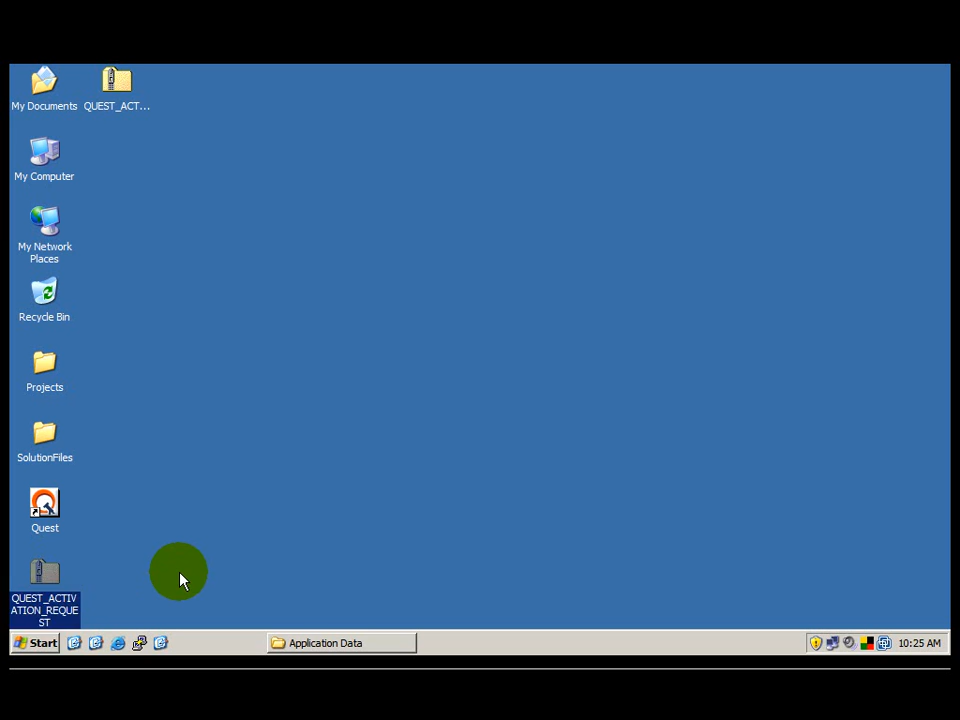 My Documents
QUEST_ACT...
My Computer
My Network
Places
Recycle Bin
Projects
SolutionFiles
Quest
QUEST_ACTIV
ATION_REQUE
ST
Start
Application Data
10:25 AM